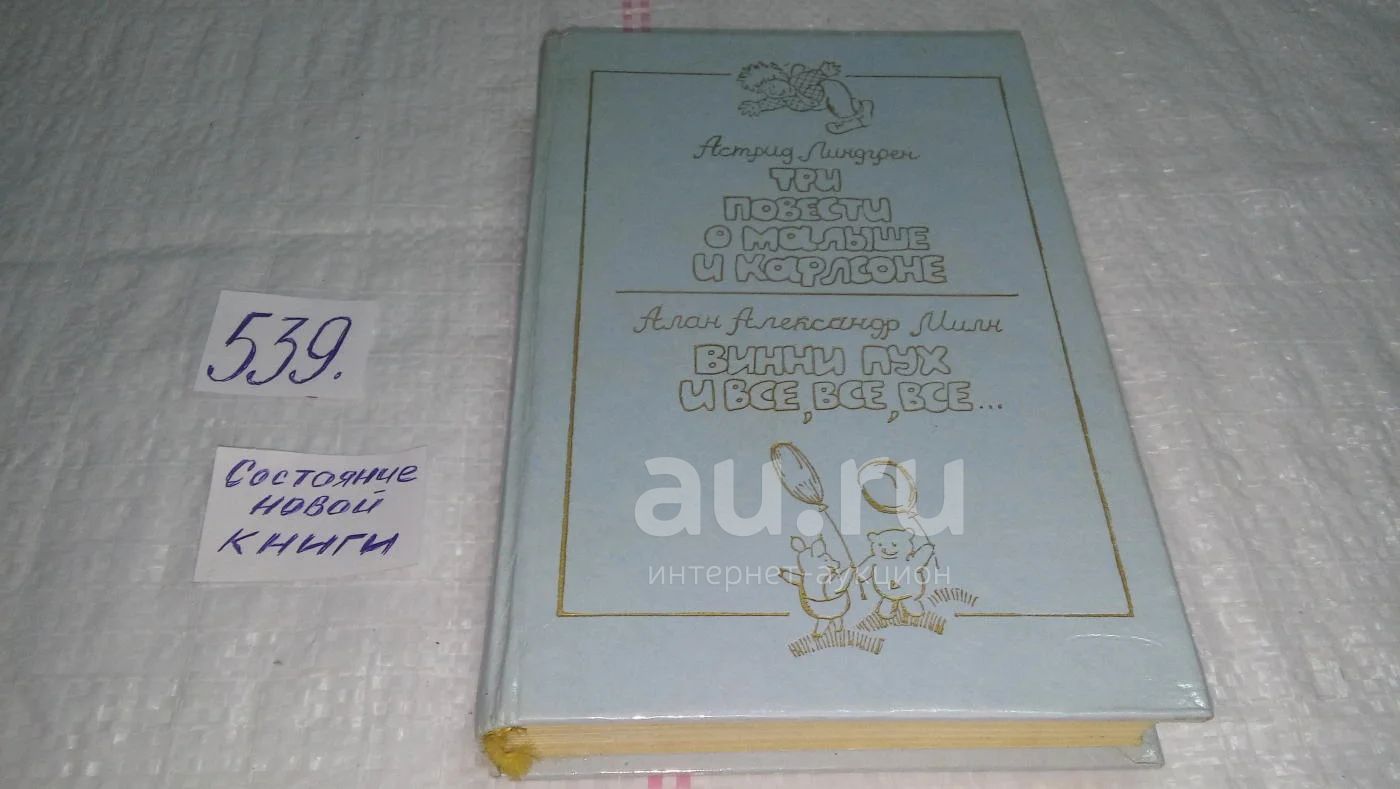 Астрид Линдгрен
ТРИ
ПОВЕСТИ
О МАЛЫШЕ
И КАРЛСОНЕ
Алан Александр Милн
ВИННИ ПУХ
И ВСЕ, ВСЕ, ВСЕ...
539.
Состояние
новой
книги
au.ru
интернет-аукцион